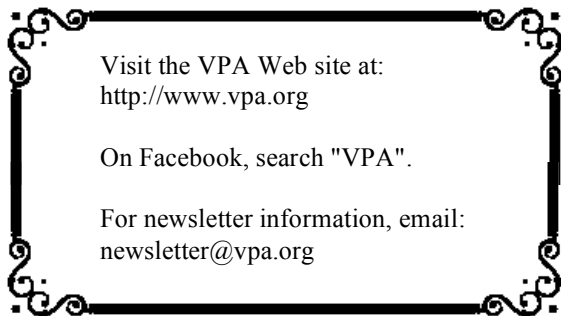 Visit the VPA Web site at:
http://www.vpa.org
On Facebook, search "VPA".
For newsletter information, email:
newsletter@vpa.org